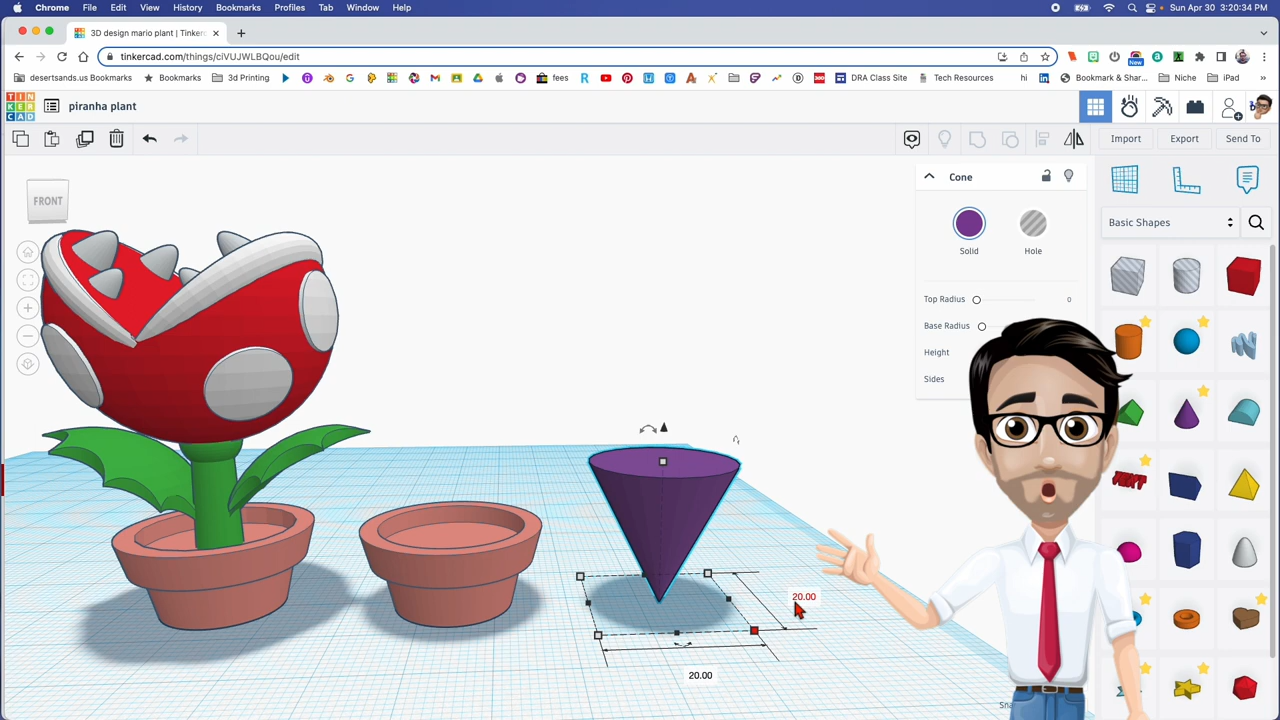 Chrome File Edit View History Bookmarks Profiles Tab Window Help
Sun Apr 30 3:20:34 PM
3D design mario plant | Tinkerc
tinkercad.com/things/ciVUJWLBQou/edit
New
desertsands.us Bookmarks Bookmarks 3d Printing fees DRA Class Site Tech Resources hi Bookmark & Shar... Niche iPad
TIN
KER
CAD
piranha plant
Import Export Send To
FRONT
Cone
Solid Hole
Top Radius 0
Base Radius
Height
Sides
Basic Shapes
TEXT
20.00
20.00